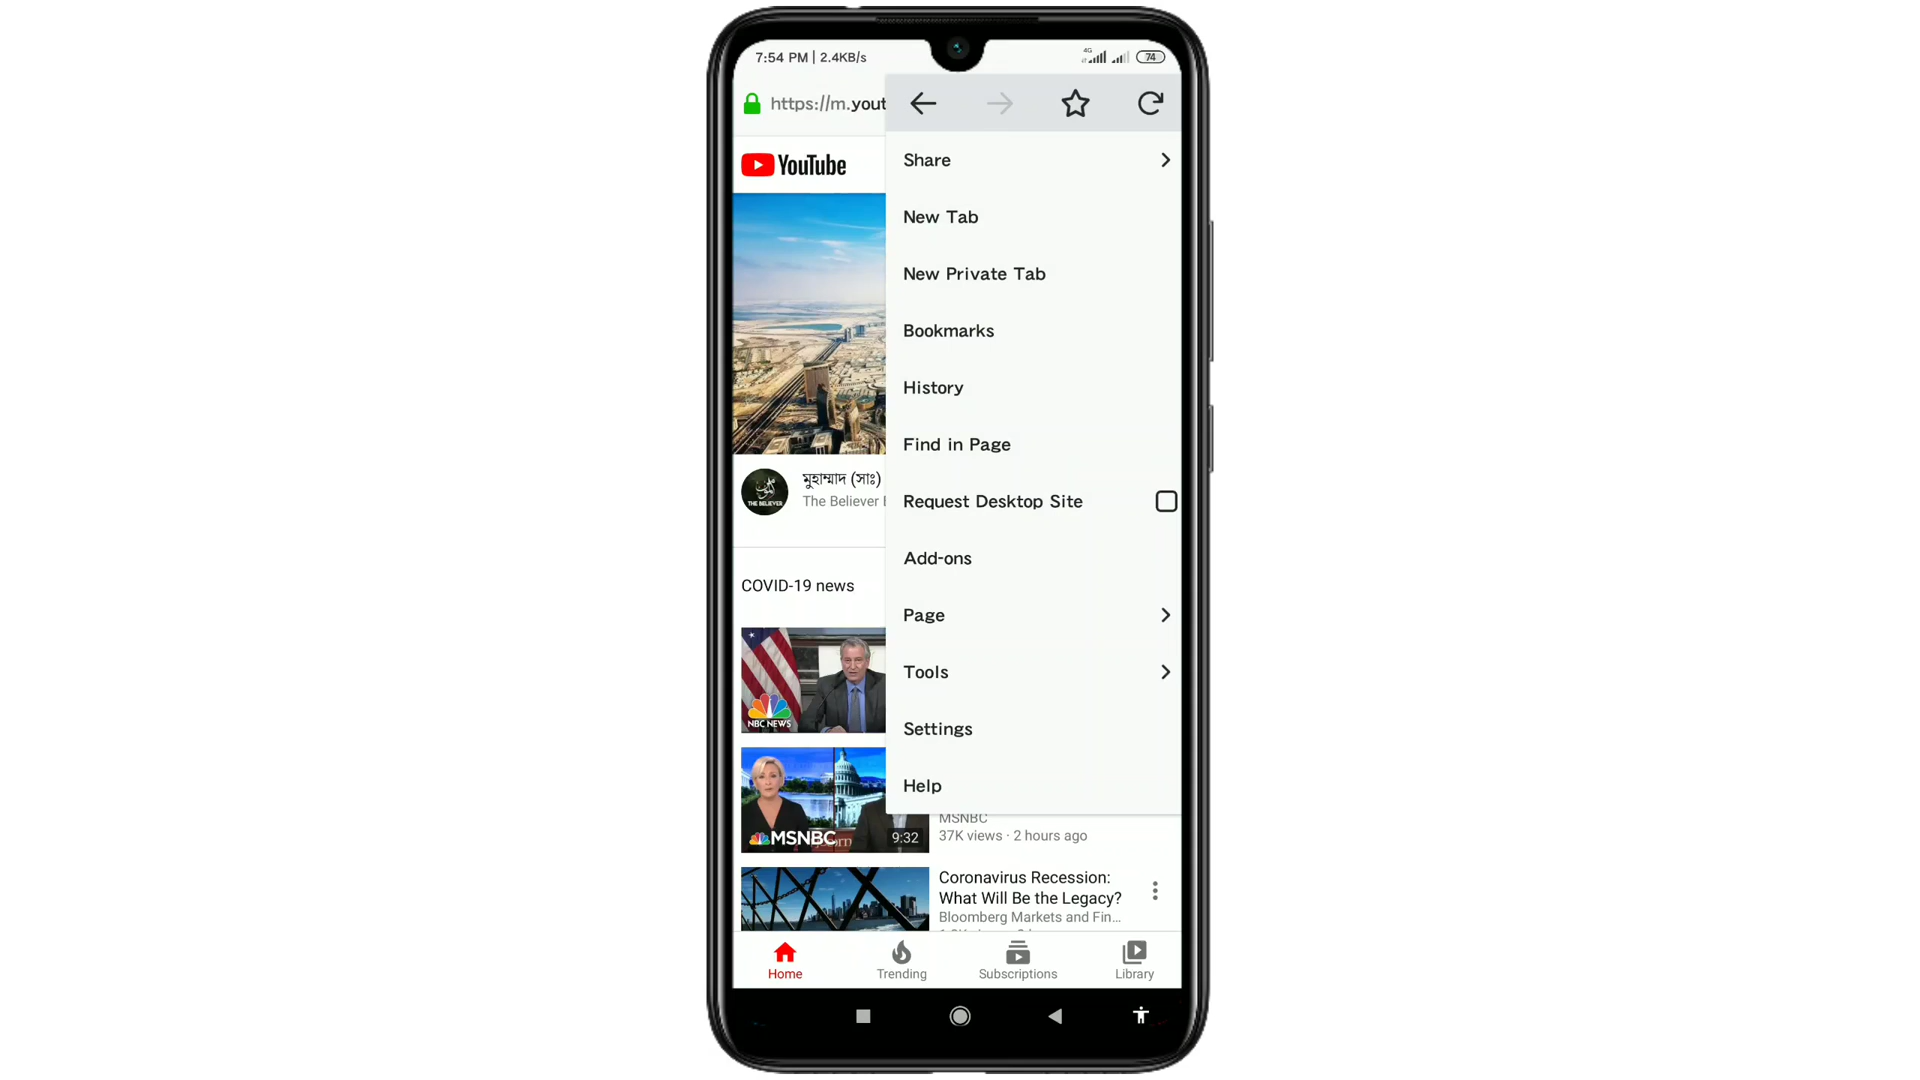 7:54 PM | 2.4KB/s
4G
74
https://m.yout
YouTube
Share
New Tab
New Private Tab
Bookmarks
History
Find in Page
Request Desktop Site
Add-ons
Page
Tools
Settings
Help
মুহাম্মাদ (সাঃ)
The Believer
THE BELIEVER
COVID-19 news
NBC NEWS
MSNBC
9:32
MSNBC
37K views · 2 hours ago
Coronavirus Recession:
What Will Be the Legacy?
Bloomberg Markets and Fin...
Home
Trending
Subscriptions
Library